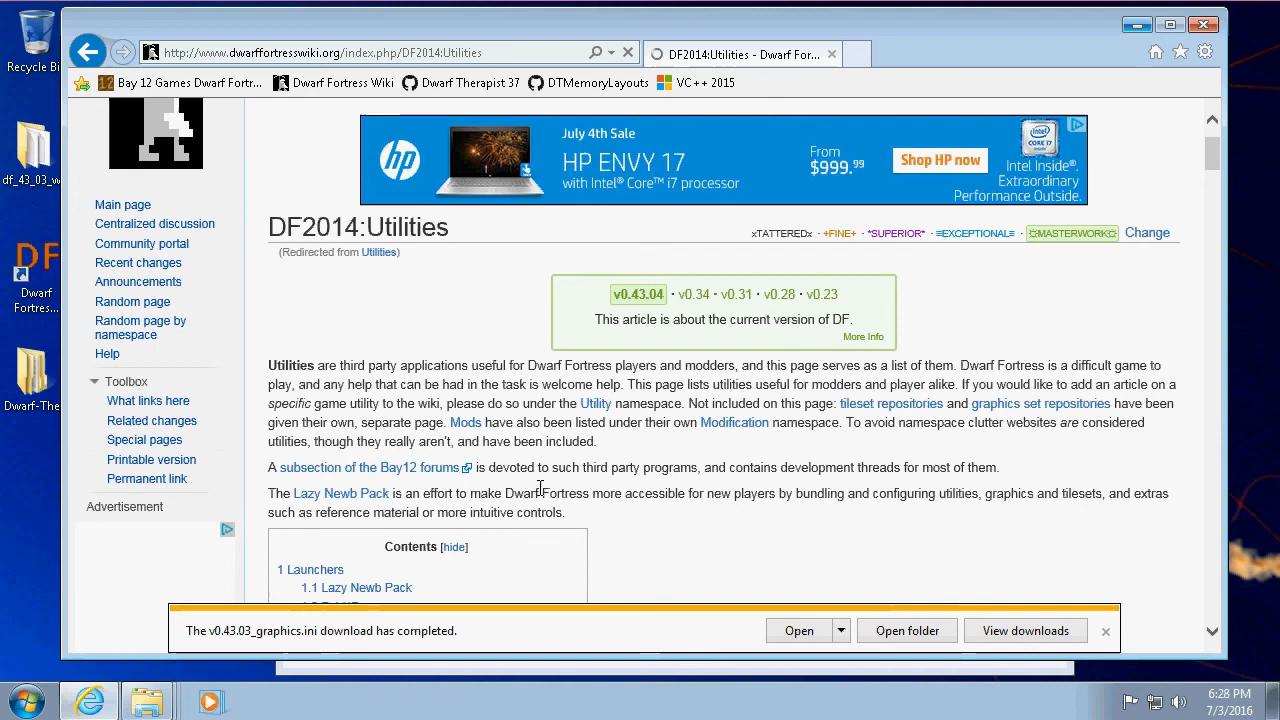 Recycle Bi
df_43_03_w
DF
Dwarf
Fortres...
Dwarf-The
http://www.dwarffortresswiki.org/index.php/DF2014:Utilities
DF2014:Utilities - Dwarf For...
Bay 12 Games Dwarf Fortr...
Dwarf Fortress Wiki
Dwarf Therapist 37
DTMemoryLayouts
VC++ 2015
hp
July 4th Sale
HP ENVY 17
with Intel® Core™ i7 processor
From
$999.99
Shop HP now
Intel Inside®.
Extraordinary
Performance Outside.
Main page
Centralized discussion
Community portal
Recent changes
Announcements
Random page
Random page by
namespace
Help
Toolbox
What links here
Related changes
Special pages
Printable version
Permanent link
Advertisement
DF2014:Utilities
xTATTEREDx · +FINE+ · *SUPERIOR* · ≡EXCEPTIONAL≡ · ☼MASTERWORK☼ Change
(Redirected from Utilities)
v0.43.04 · v0.34 · v0.31 · v0.28 · v0.23
This article is about the current version of DF.
More Info
Utilities are third party applications useful for Dwarf Fortress players and modders, and this page serves as a list of them. Dwarf Fortress is a difficult game to
play, and any help that can be had in the task is welcome help. This page lists utilities useful for modders and player alike. If you would like to add an article on a
specific game utility to the wiki, please do so under the Utility namespace. Not included on this page: tileset repositories and graphics set repositories have been
given their own, separate page. Mods have also been listed under their own Modification namespace. To avoid namespace clutter websites are considered
utilities, though they really aren't, and have been included.
A subsection of the Bay12 forums is devoted to such third party programs, and contains development threads for most of them.
The Lazy Newb Pack is an effort to make Dwarf Fortress more accessible for new players by bundling and configuring utilities, graphics and tilesets, and extras
such as reference material or more intuitive controls.
Contents [hide]
1 Launchers
1.1 Lazy Newb Pack
The v0.43.03_graphics.ini download has completed.
Open
Open folder
View downloads
6:28 PM
7/3/2016